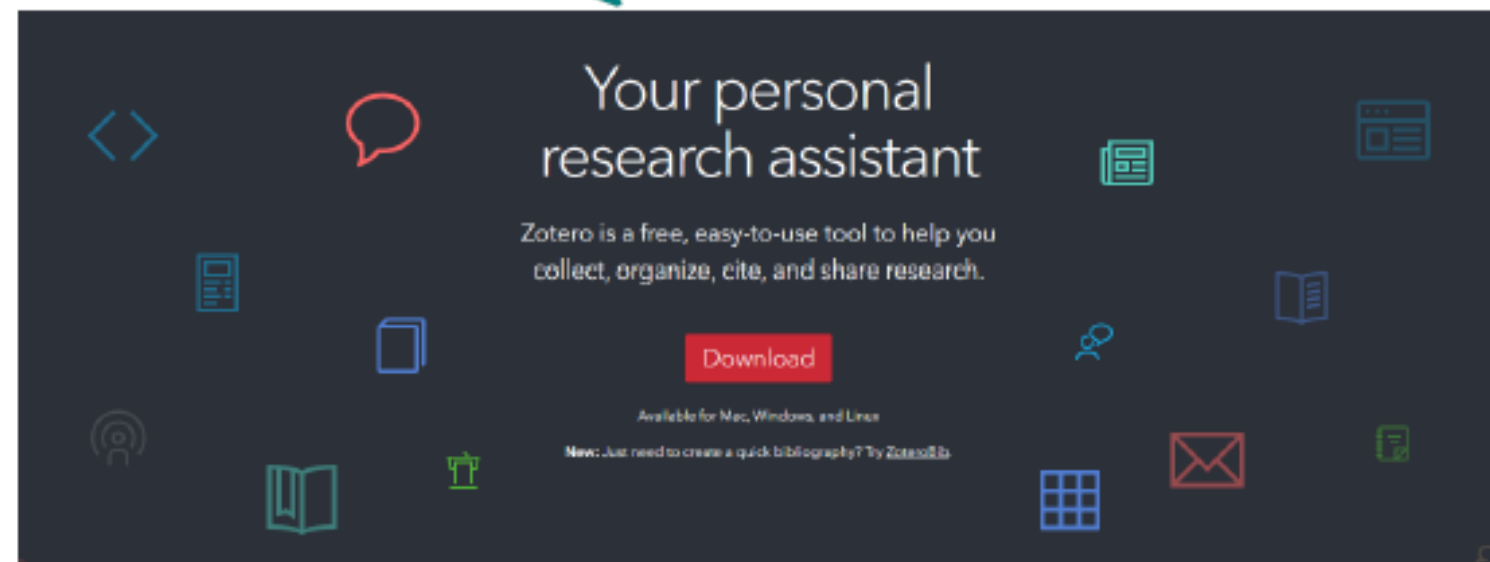 Your personal
research assistant
Zotero is a free, easy-to-use tool to help you
collect, organize, cite, and share research.
Download
Available for Mac, Windows, and Linux
New: Just need to create a quick bibliography? Try ZoteroBib.